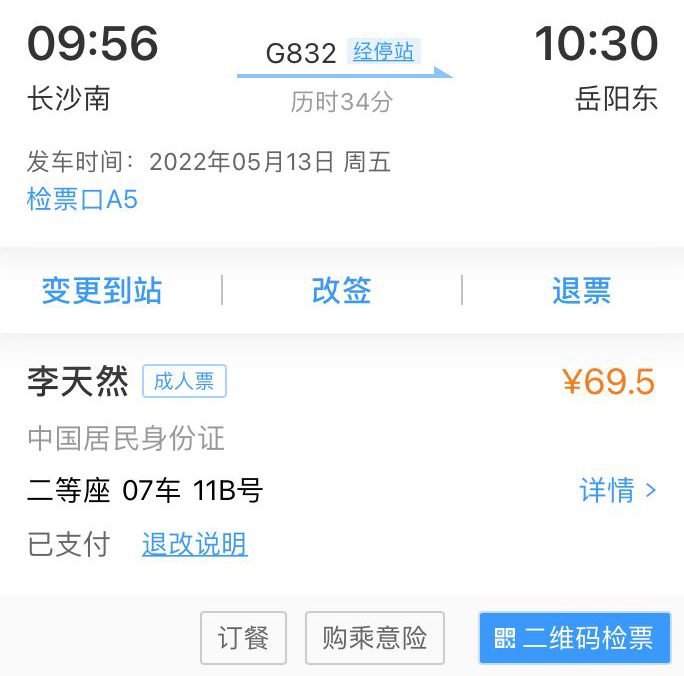 09:56 G832 经停站 10:30
长沙南 历时34分 岳阳东
发车时间：2022年05月13日 周五
检票口A5
变更到站 改签 退票
李天然 成人票 ¥69.5
中国居民身份证
二等座 07车 11B号 详情 >
已支付 退改说明
订餐 购乘意险 二维码检票